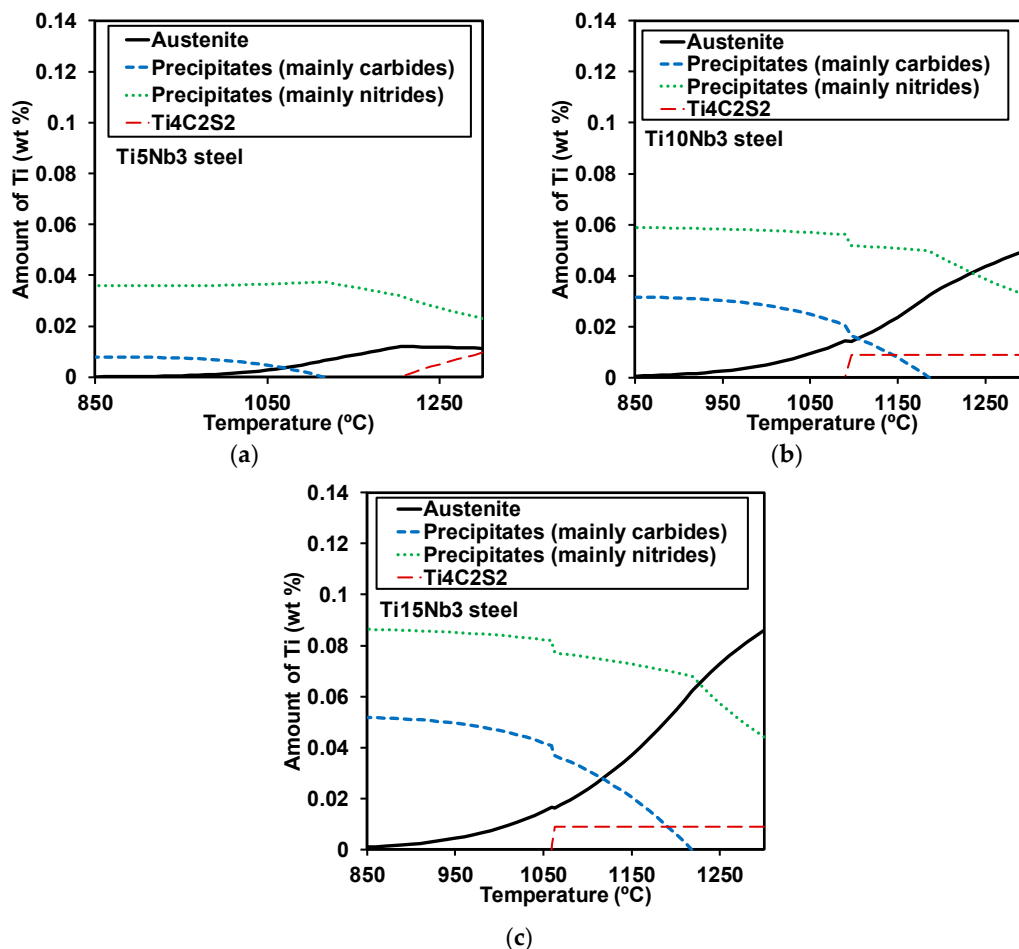 0.14
0.12
0.1
0.08
0.06
0.04
0.02
0
Amount of Ti (wt %)
Austenite
Precipitates (mainly carbides)
Precipitates (mainly nitrides)
Ti4C2S2
Ti5Nb3 steel
850 1050 1250
Temperature (ºC)
(a)
0.14
0.12
0.1
0.08
0.06
0.04
0.02
0
Amount of Ti (wt %)
Austenite
Precipitates (mainly carbides)
Precipitates (mainly nitrides)
Ti4C2S2
Ti10Nb3 steel
850 950 1050 1150 1250
Temperature (ºC)
(b)
0.14
0.12
0.1
0.08
0.06
0.04
0.02
0
Amount of Ti (wt %)
Austenite
Precipitates (mainly carbides)
Precipitates (mainly nitrides)
Ti4C2S2
Ti15Nb3 steel
850 950 1050 1150 1250
Temperature (ºC)
(c)